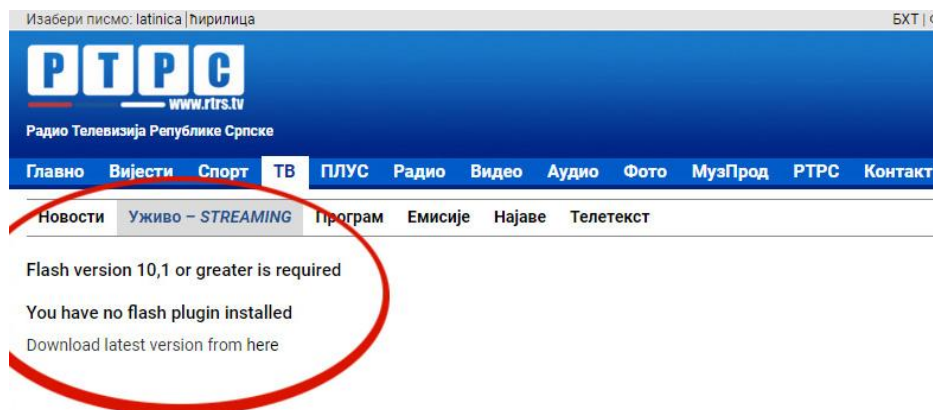 Изабери писмо: latinica|ћирилица
БХТ |
РТРС
www.rtrs.tv
Радио Телевизија Републике Српске
Главно Вијести Спорт ТВ ПЛУС Радио Видео Аудио Фото МузПрод РТРС Контакт
Новости Уживо – STREAMING Програм Емисије Најаве Телетекст
Flash version 10,1 or greater is required
You have no flash plugin installed
Download latest version from here